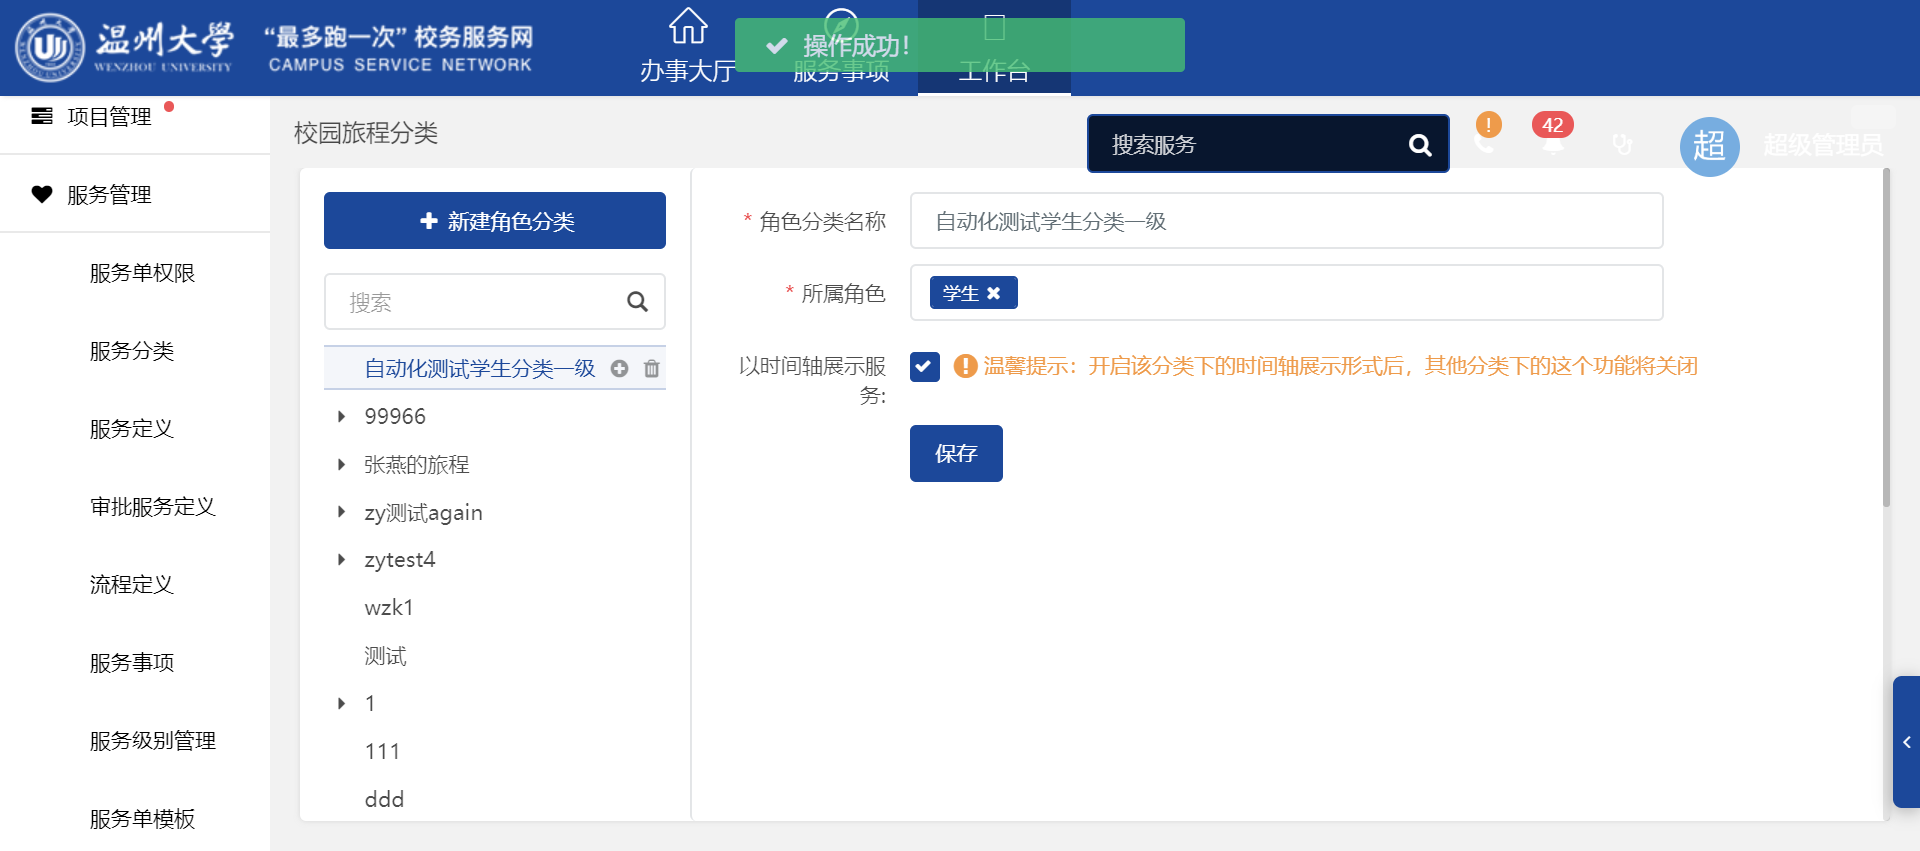 温州大学
WENZHOU UNIVERSITY
“最多跑一次” 校务服务网
CAMPUS SERVICE NETWORK
办事大厅
服务事项
工作台
操作成功！
项目管理
服务管理
服务单权限
服务分类
服务定义
审批服务定义
流程定义
服务事项
服务级别管理
服务单模板
校园旅程分类
搜索服务
!
42
超
超级管理员
新建角色分类
搜索
自动化测试学生分类一级
99966
张燕的旅程
zy测试again
zytest4
wzk1
测试
1
111
ddd
* 角色分类名称
自动化测试学生分类一级
* 所属角色
学生
以时间轴展示服
务:
温馨提示：开启该分类下的时间轴展示形式后，其他分类下的这个功能将关闭
保存